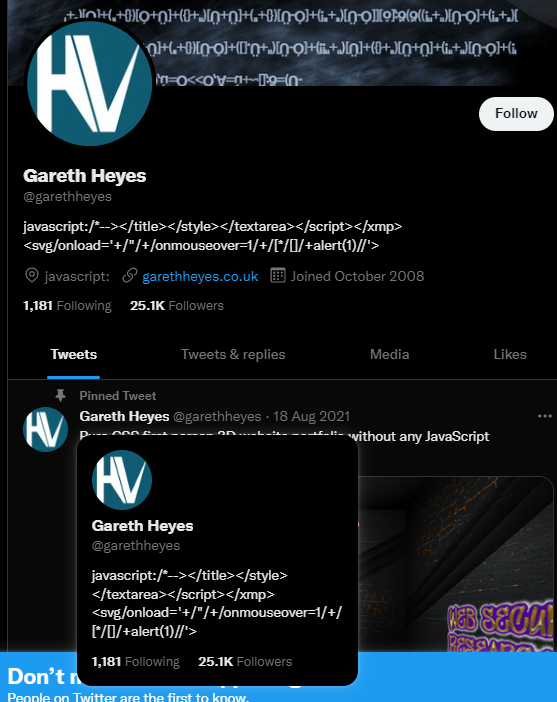 HV
Follow
Gareth Heyes
@garethheyes
javascript:/*--></title></style></textarea></script></xmp>
<svg/onload='+/"/+/onmouseover=1/+/[*/[]/+alert(1)//'>
javascript: garethheyes.co.uk Joined October 2008
1,181 Following 25.1K Followers
Tweets Tweets & replies Media Likes
Pinned Tweet
Gareth Heyes @garethheyes · 18 Aug 2021
Pure CSS first person 3D website portfolio without any JavaScript
HV
HV
Gareth Heyes
@garethheyes
javascript:/*--></title></style>
</textarea></script></xmp>
<svg/onload='+/"/+/onmouseover=1/+/
[*/[]/+alert(1)//'>
1,181 Following 25.1K Followers
WEB
Don't
People on Twitter are the first to know.